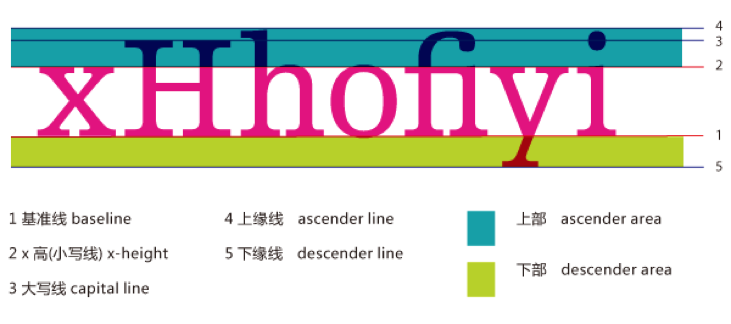 xHhofiyi
4
3
2
1
5
1 基准线 baseline
2 x 高(小写线) x-height
3 大写线 capital line
4 上缘线 ascender line
5 下缘线 descender line
上部 ascender area
下部 descender area